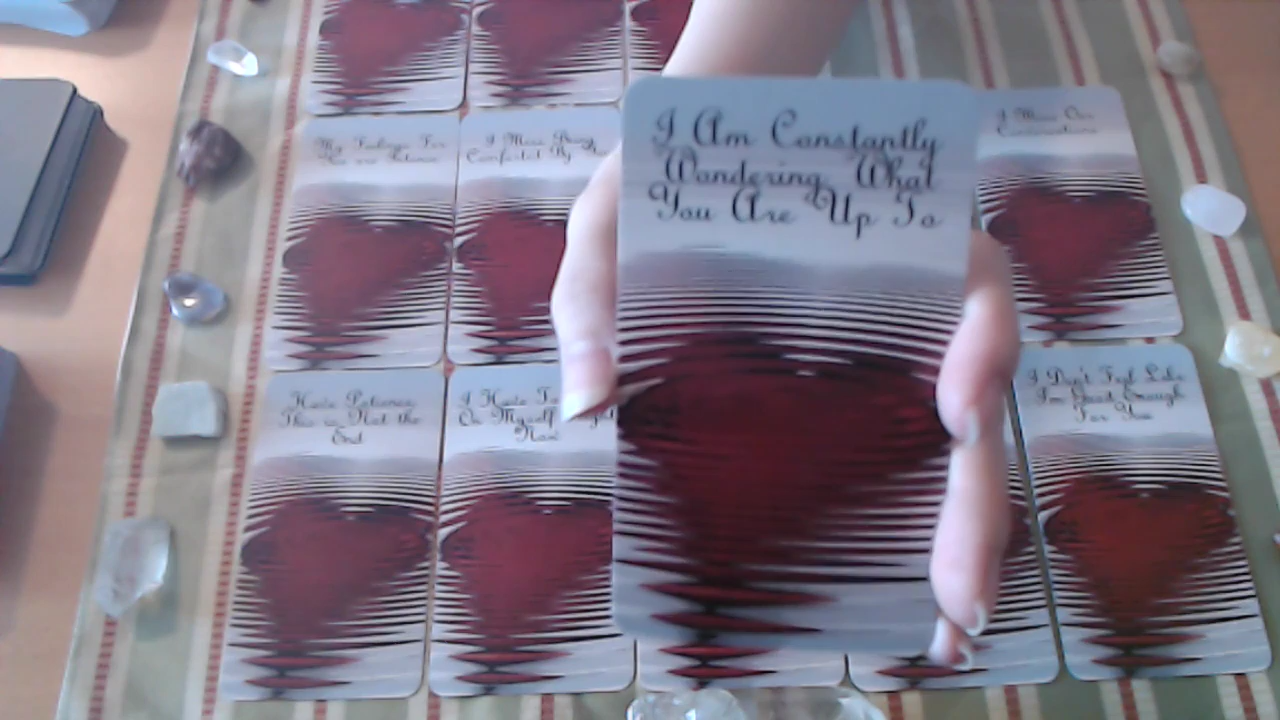 I Am Constantly
Wondering What
You Are Up To
My Feelings For
You are Intense
I Miss Being
Comforted By
I Miss Our
Conversations
Have Patience
This is Not the
End
I Have To
On Myself
Now
I Don't Feel Like
I'm Good Enough
For You